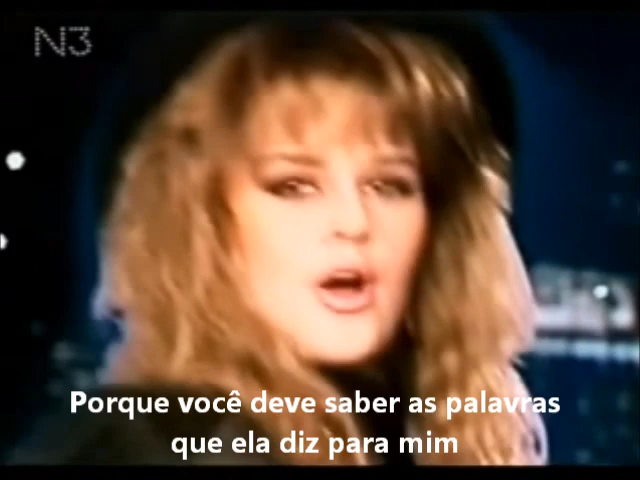 N3
Porque você deve saber as palavras
que ela diz para mim